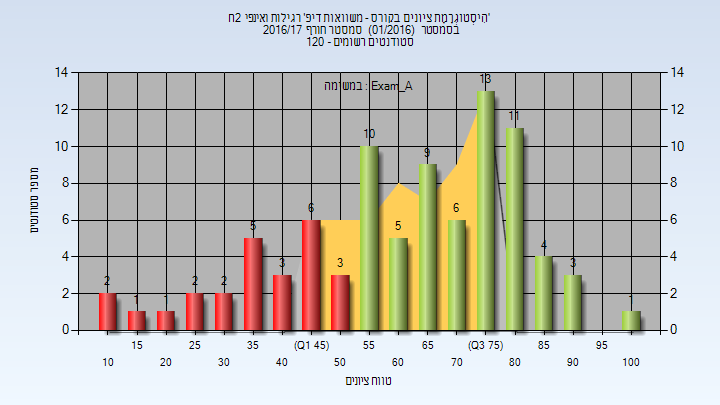 הִיסְטוֹגְרָמַת ציונים בקורס - משוואות דיפ' רגילות ואינפי 2ח'
בסמסטר (01/2016) סמסטר חורף 2016/17
סטודנטים רשומים - 120
במשימה : Exam_A
מספר סטודנטים
14 14
12 12
10 10
8 8
6 6
4 4
2 2
0 0
2 1 1 2 2 5 3 6 3 10 5 9 6 13 11 4 3 1
15 25 35 (Q1 45) 55 65 (Q3 75) 85 95
10 20 30 40 50 60 70 80 90 100
טווח ציונים